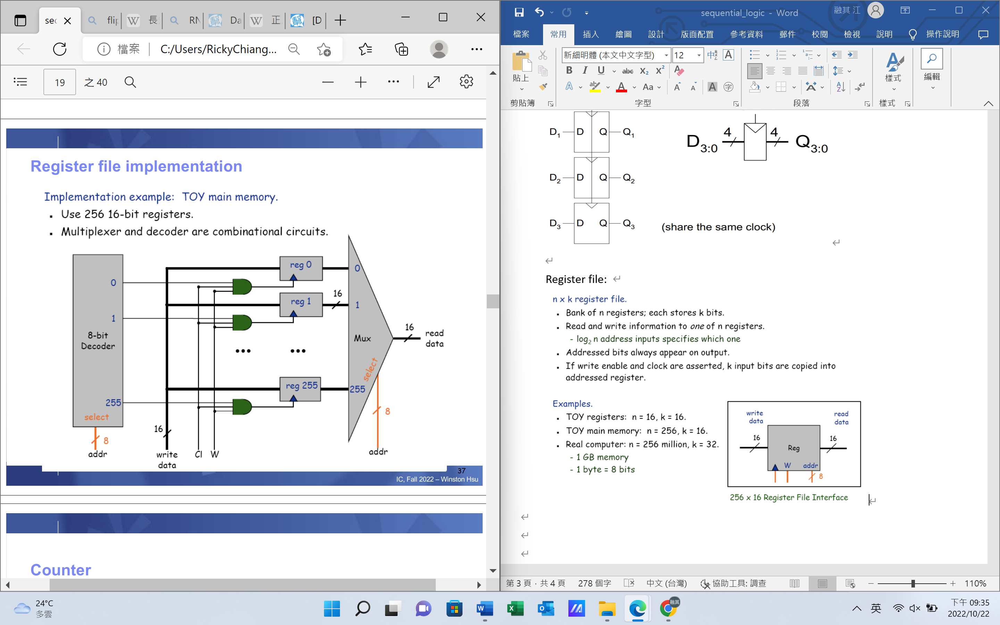 sec
flip
長
RN
Da
正
[D
檔案
C:/Users/RickyChiang...
19 之 40
Register file implementation
Implementation example: TOY main memory.
Use 256 16-bit registers.
Multiplexer and decoder are combinational circuits.
0
1
8-bit
Decoder
255
select
8
addr
16
write
data
Cl W
reg 0
reg 1
16
reg 255
0
1
Mux
select
255
8
addr
16
read
data
37
IC, Fall 2022 – Winston Hsu
Counter
sequential_logic - Word
融其 江
檔案 常用 插入 繪圖 設計 版面配置 參考資料 郵件 校閱 檢視 說明 操作說明
貼上
新細明體 (本文中文字型) 12
B I U abc X₂ X²
Aa
樣式
編輯
剪貼簿 字型 段落 樣式
D1 D Q Q1
D2 D Q Q2
D3 D Q Q3
D3:0 4 4 Q3:0
(share the same clock)
Register file:
n x k register file.
Bank of n registers; each stores k bits.
Read and write information to one of n registers.
- log₂ n address inputs specifies which one
Addressed bits always appear on output.
If write enable and clock are asserted, k input bits are copied into
addressed register.
Examples.
TOY registers: n = 16, k = 16.
TOY main memory: n = 256, k = 16.
Real computer: n = 256 million, k = 32.
- 1 GB memory
- 1 byte = 8 bits
write
data
read
data
16
16
Reg
W addr
8
256 x 16 Register File Interface
第 3 頁，共 4 頁 278 個字 中文 (台灣) 協助工具: 調查 110%
24°C
多雲
英
下午 09:35
2022/10/22